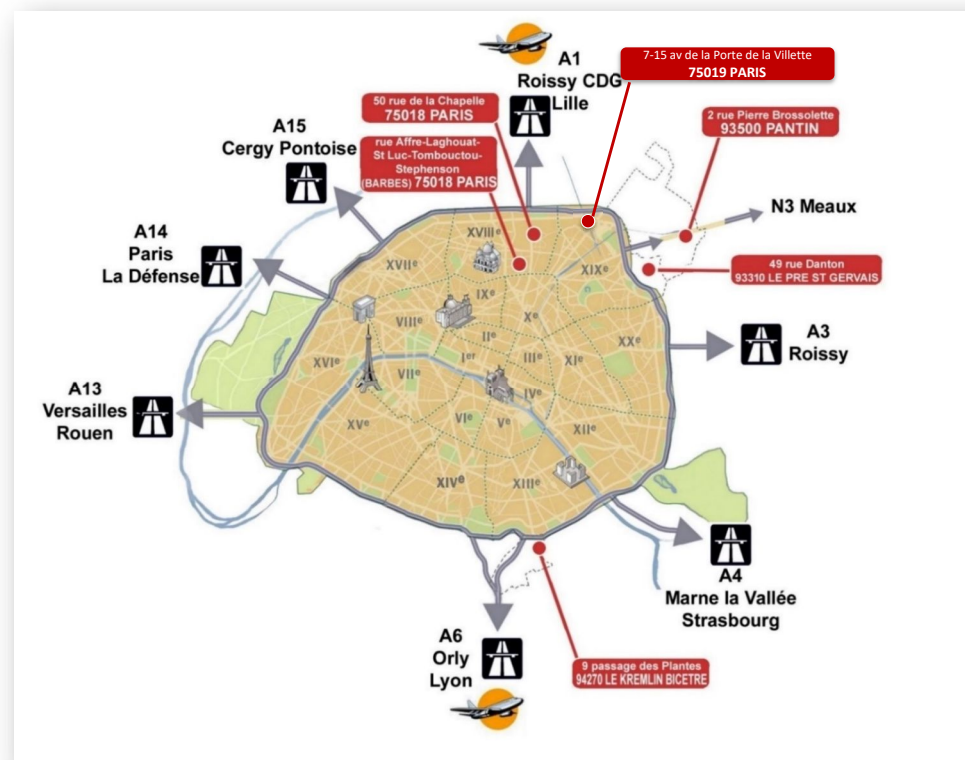 A1
Roissy CDG
Lille
7-15 av de la Porte de la Villette
75019 PARIS
50 rue de la Chapelle
75018 PARIS
2 rue Pierre Brossolette
93500 PANTIN
A15
Cergy Pontoise
rue Affre-Laghouat-
St Luc-Tombouctou-
Stephenson
(BARBES) 75018 PARIS
N3 Meaux
A14
Paris
La Défense
49 rue Danton
93310 LE PRE ST GERVAIS
XVIIIe
XVIIe
XIXe
IXe
Xe
VIIIe
IIe
Ier
IIIe
XIe
XXe
XVIe
VIIe
IVe
A3
Roissy
A13
Versailles
Rouen
XVe
VIe
Ve
XIIe
XIVe
XIIIe
A4
Marne la Vallée
Strasbourg
A6
Orly
Lyon
9 passage des Plantes
94270 LE KREMLIN BICETRE